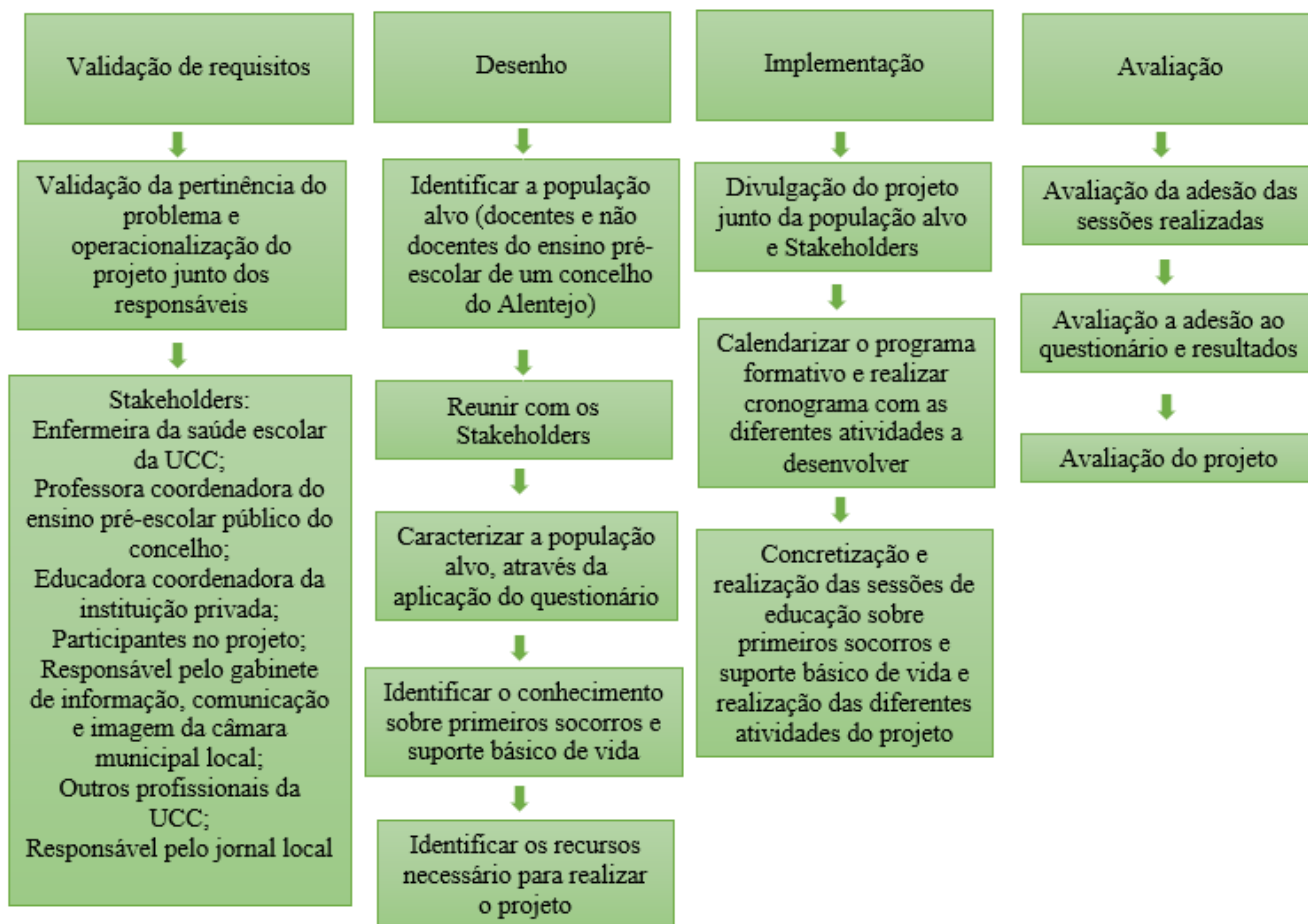 Validação de requisitos
Validação da pertinência do
problema e
operacionalização do
projeto junto dos
responsáveis
Stakeholders:
Enfermeira da saúde escolar
da UCC;
Professora coordenadora do
ensino pré-escolar público do
concelho;
Educadora coordenadora da
instituição privada;
Participantes no projeto;
Responsável pelo gabinete
de informação, comunicação
e imagem da câmara
municipal local;
Outros profissionais da
UCC;
Responsável pelo jornal local
Desenho
Identificar a população
alvo (docentes e não
docentes do ensino pré-
escolar de um concelho
do Alentejo)
Reunir com os
Stakeholders
Caracterizar a população
alvo, através da
aplicação do questionário
Identificar o conhecimento
sobre primeiros socorros e
suporte básico de vida
Identificar os recursos
necessário para realizar
o projeto
Implementação
Divulgação do projeto
junto da população alvo
e Stakeholders
Calendarizar o programa
formativo e realizar
cronograma com as
diferentes atividades a
desenvolver
Concretização e
realização das sessões de
educação sobre
primeiros socorros e
suporte básico de vida e
realização das diferentes
atividades do projeto
Avaliação
Avaliação da adesão das
sessões realizadas
Avaliação a adesão ao
questionário e resultados
Avaliação do projeto